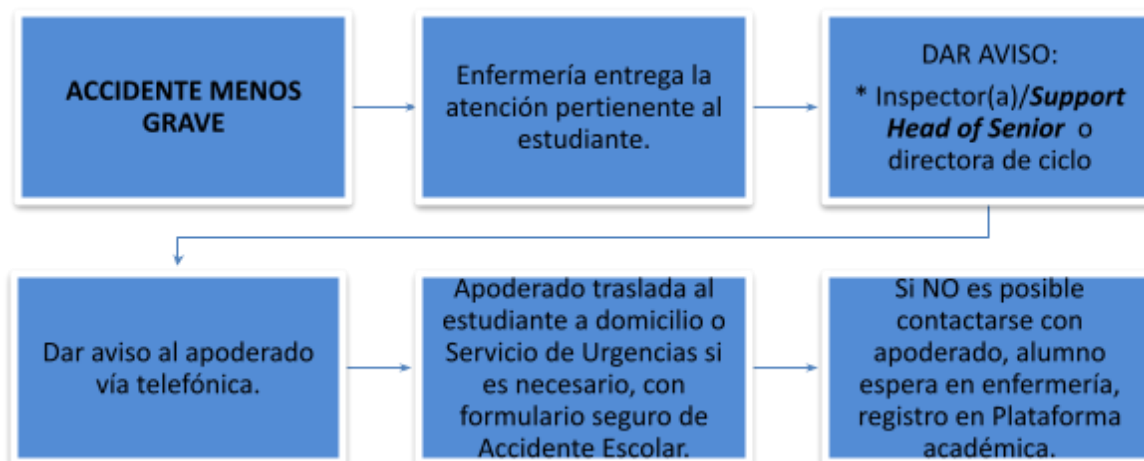 ACCIDENTE MENOS
GRAVE
Enfermería entrega la
atención pertienente al
estudiante.
DAR AVISO:
* Inspector(a)/Support
Head of Senior o
directora de ciclo
Dar aviso al apoderado
vía telefónica.
Apoderado traslada al
estudiante a domicilio o
Servicio de Urgencias si
es necesario, con
formulario seguro de
Accidente Escolar.
Si NO es posible
contactarse con
apoderado, alumno
espera en enfermería,
registro en Plataforma
académica.